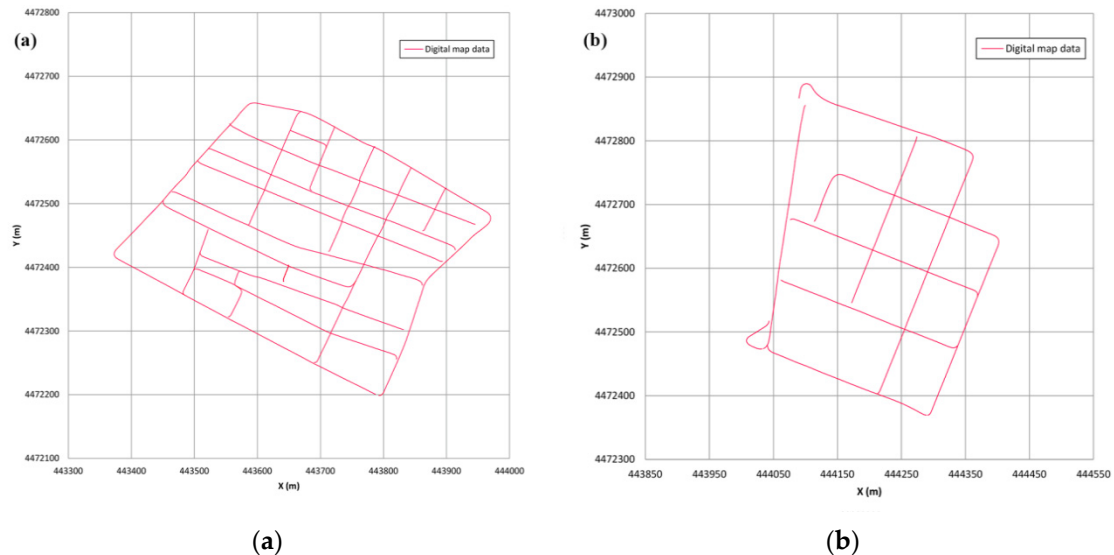 (a)
4472800
4472700
4472600
4472500
4472400
4472300
4472200
4472100
Y (m)
Digital map data
443300 443400 443500 443600 443700 443800 443900 444000
X (m)
(b)
4473000
4472900
4472800
4472700
4472600
4472500
4472400
4472300
Y (m)
Digital map data
443850 443950 444050 444150 444250 444350 444450 444550
X (m)
(a) (b)